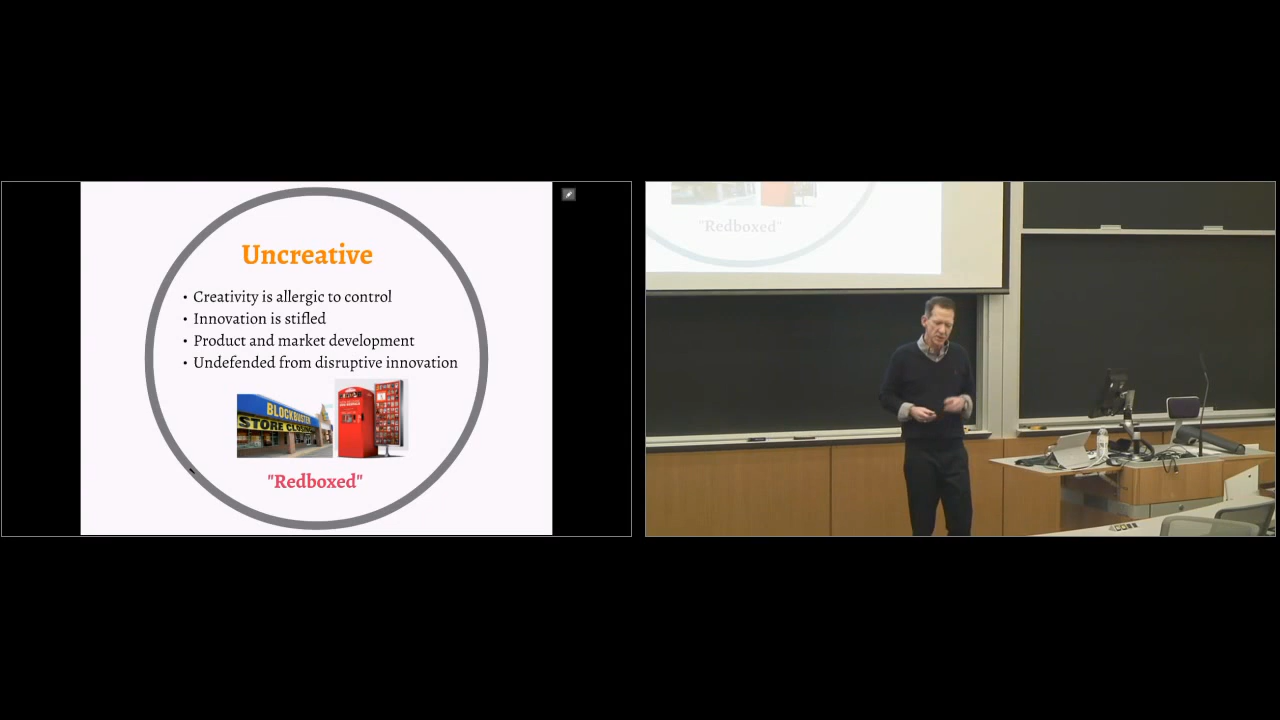 Uncreative
• Creativity is allergic to control
• Innovation is stifled
• Product and market development
• Undefended from disruptive innovation
BLOCKBUSTER
STORE CLOSING
"Redboxed"
"Redboxed"